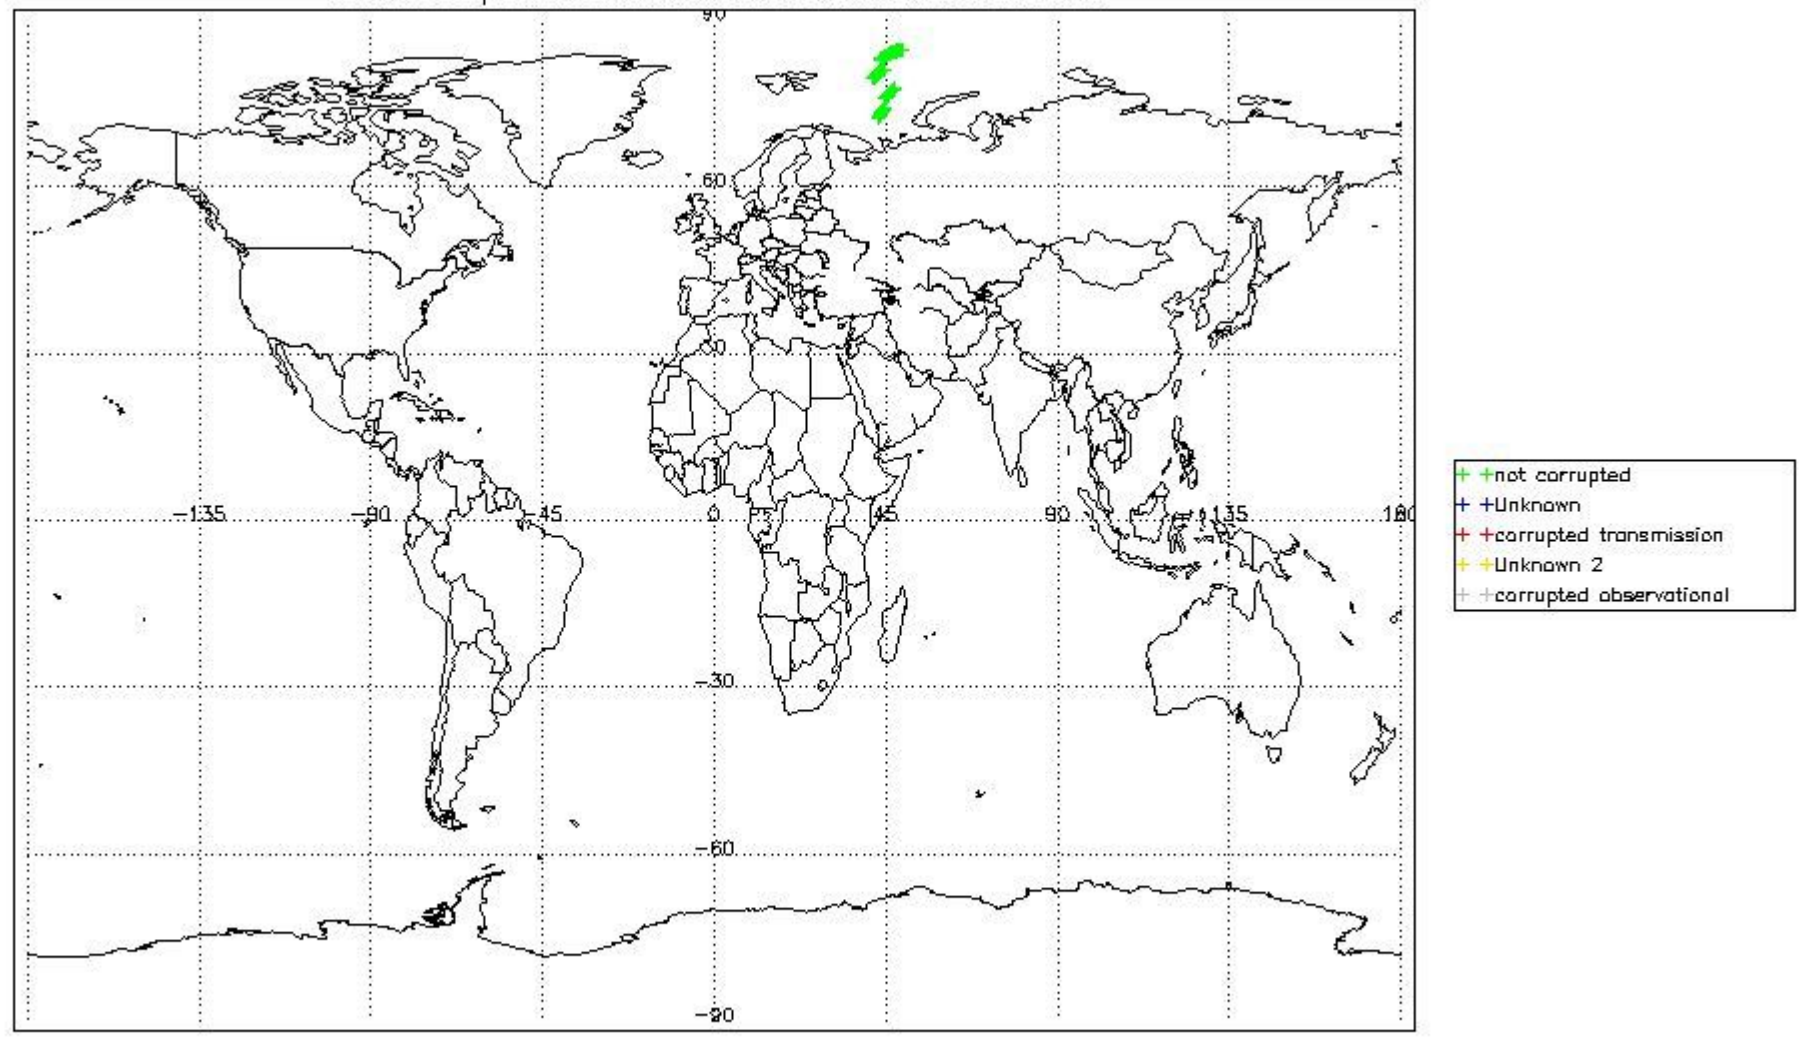 90
60
30
-135
-90
-45
0
45
90
135
180
-30
-60
-90
not corrupted
Unknown
corrupted transmission
Unknown 2
corrupted observational